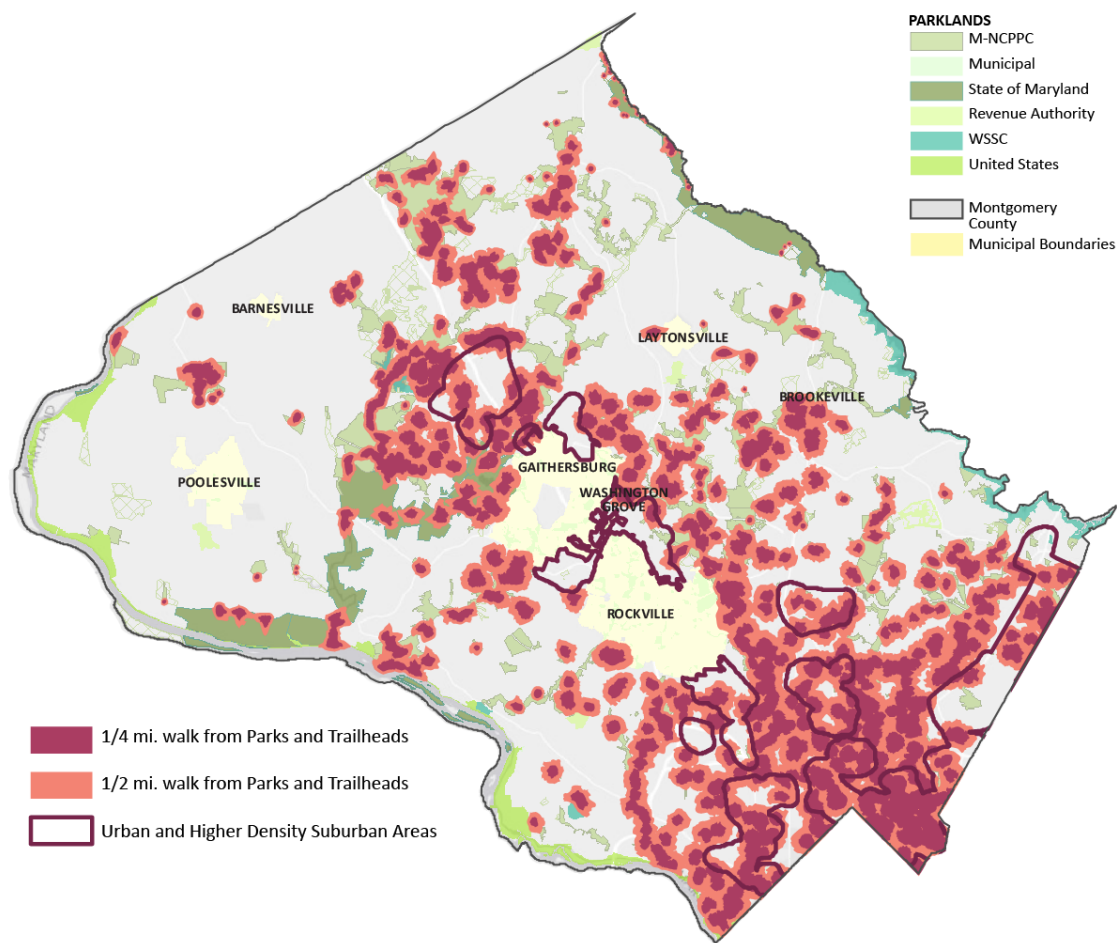 PARKLANDS
M-NCPPC
Municipal
State of Maryland
Revenue Authority
WSSC
United States
Montgomery
County
Municipal Boundaries
BARNESVILLE
LAYTONSVILLE
BROOKEVILLE
POOLESVILLE
GAITHERSBURG
WASHINGTON
GROVE
ROCKVILLE
MARYLAND
1/4 mi. walk from Parks and Trailheads
1/2 mi. walk from Parks and Trailheads
Urban and Higher Density Suburban Areas